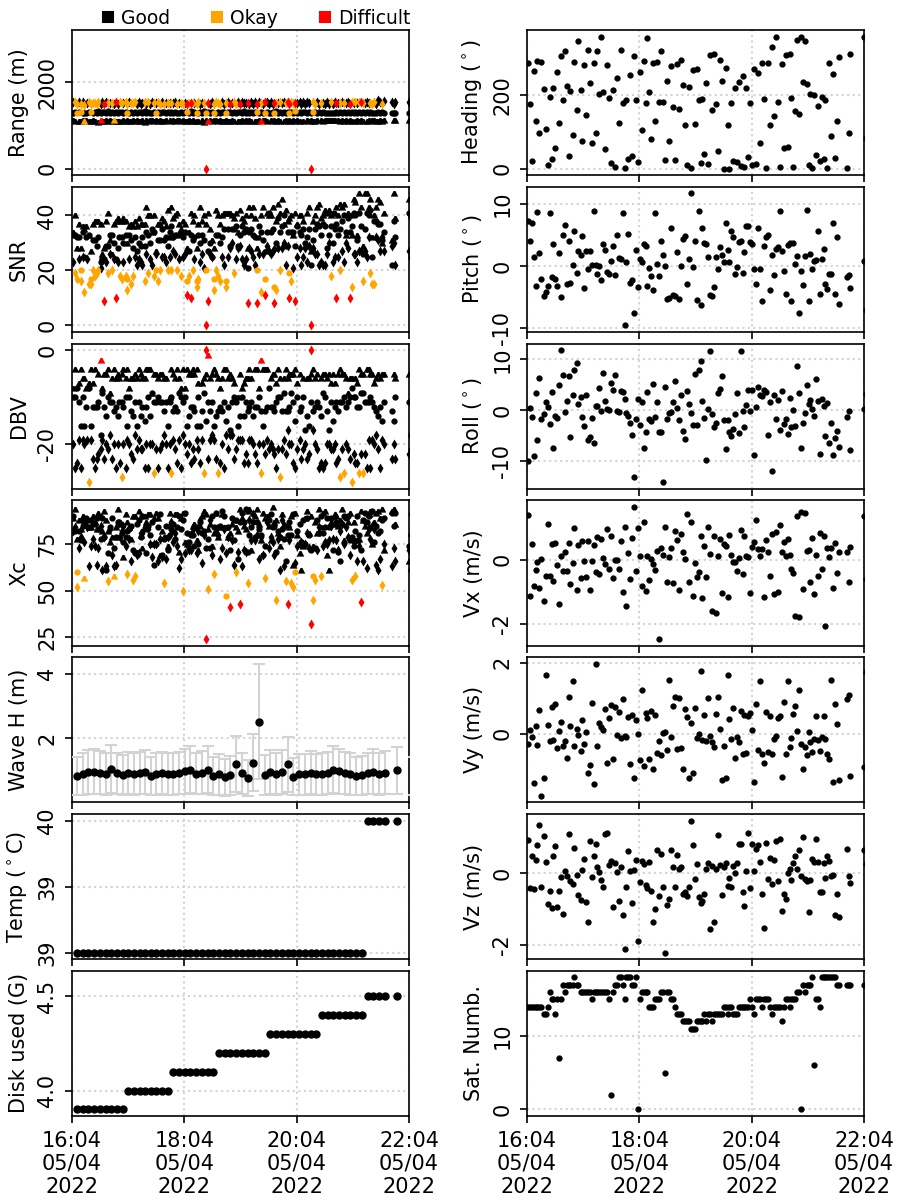 Good Okay Difficult
Range (m)
2000
0
Heading (°)
200
0
SNR
40
20
0
Pitch (°)
10
0
-10
DBV
0
-20
Roll (°)
10
0
-10
Xc
75
50
25
Vx (m/s)
0
-2
Wave H (m)
4
2
Vy (m/s)
2
0
Temp (°C)
40
39
39
Vz (m/s)
0
-2
Disk used (G)
4.5
4.0
Sat. Numb.
10
0
16:04 18:04 20:04 22:04 16:04 18:04 20:04 22:04
05/04 05/04 05/04 05/04 05/04 05/04 05/04 05/04
2022 2022 2022 2022 2022 2022 2022 2022